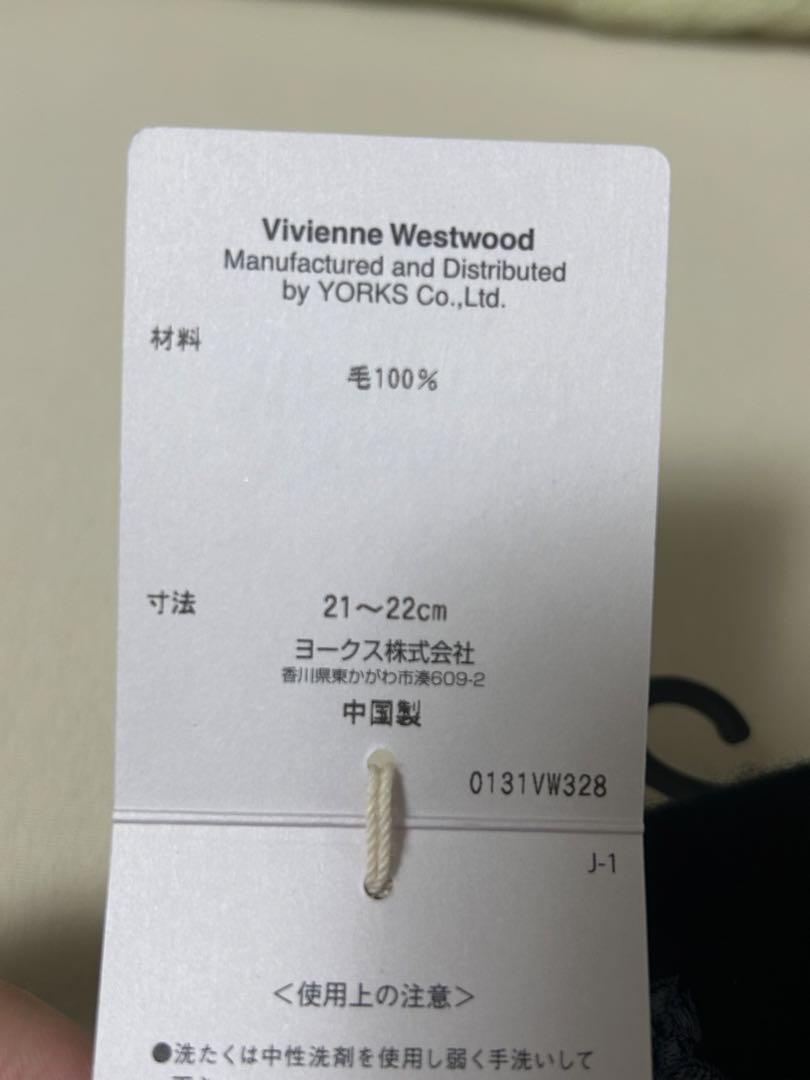 Vivienne Westwood
Manufactured and Distributed
by YORKS Co.,Ltd.
材料
毛100%
寸法 21〜22cm
ヨークス株式会社
香川県東かがわ市湊609-2
中国製
0131VW328
J-1
＜使用上の注意＞
●洗たくは中性洗剤を使用し弱く手洗いして